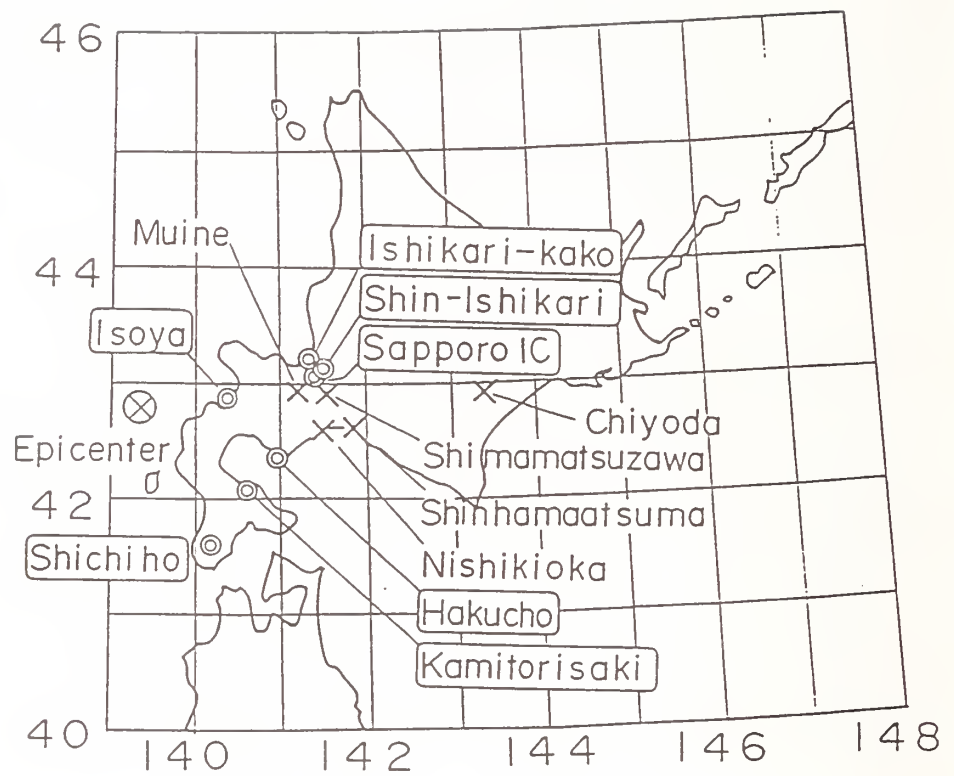 46
Muine
Ishikari-kako
44
Shin-Ishikari
Isoya
Sapporo IC
Chiyoda
Epicenter
Shimamatsuzawa
42
Shinhamaatsuma
Shichiho
Nishikioka
Hakucho
Kamitorisaki
40
140 142 144 146 148